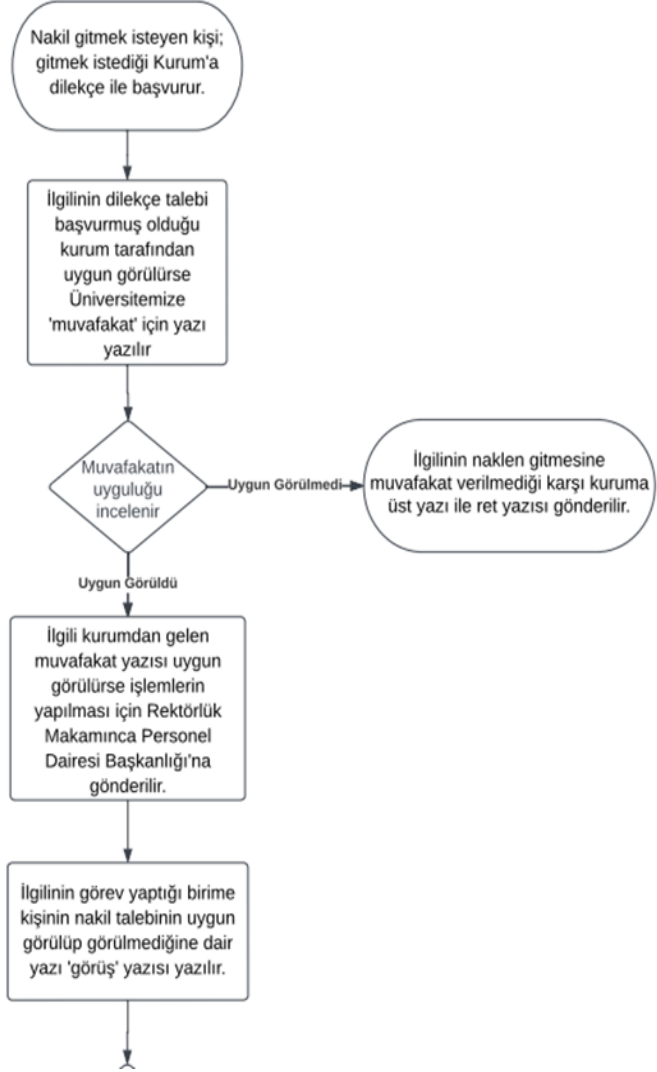 Nakil gitmek isteyen kişi;
gitmek istediği Kurum'a
dilekçe ile başvurur.
İlgilinin dilekçe talebi
başvurmuş olduğu
kurum tarafından
uygun görülürse
Üniversitemize
'muvafakat' için yazı
yazılır
Muvafakatın
uyguluğu
incelenir
Uygun Görülmedi
İlgilinin naklen gitmesine
muvafakat verilmediği karşı kuruma
üst yazı ile ret yazısı gönderilir.
Uygun Görüldü
İlgili kurumdan gelen
muvafakat yazısı uygun
görülürse işlemlerin
yapılması için Rektörlük
Makamınca Personel
Dairesi Başkanlığı'na
gönderilir.
İlgilinin görev yaptığı birime
kişinin nakil talebinin uygun
görülüp görülmediğine dair
yazı 'görüş' yazısı yazılır.